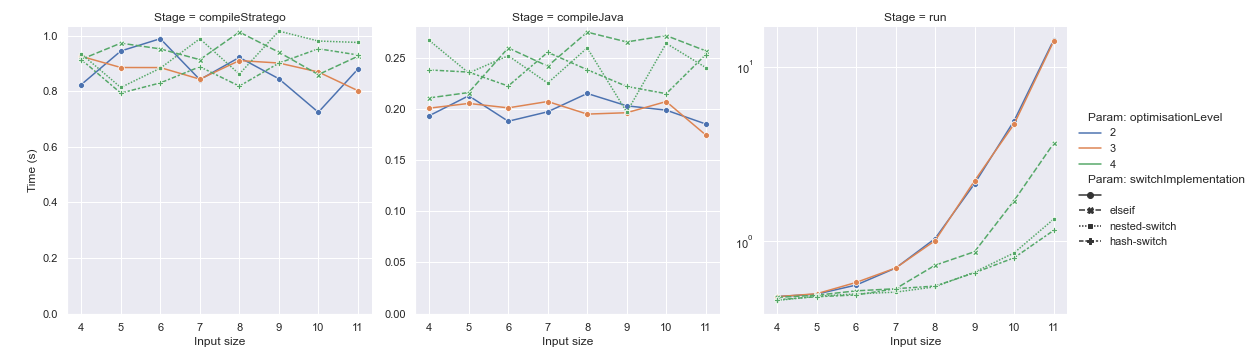 Stage = compileStratego
Time (s)
1.0
0.8
0.6
0.4
0.2
0.0
4 5 6 7 8 9 10 11
Input size
Stage = compileJava
0.25
0.20
0.15
0.10
0.05
0.00
4 5 6 7 8 9 10 11
Input size
Stage = run
10¹
10⁰
4 5 6 7 8 9 10 11
Input size
Param: optimisationLevel
2
3
4
Param: switchImplementation
elseif
nested-switch
hash-switch